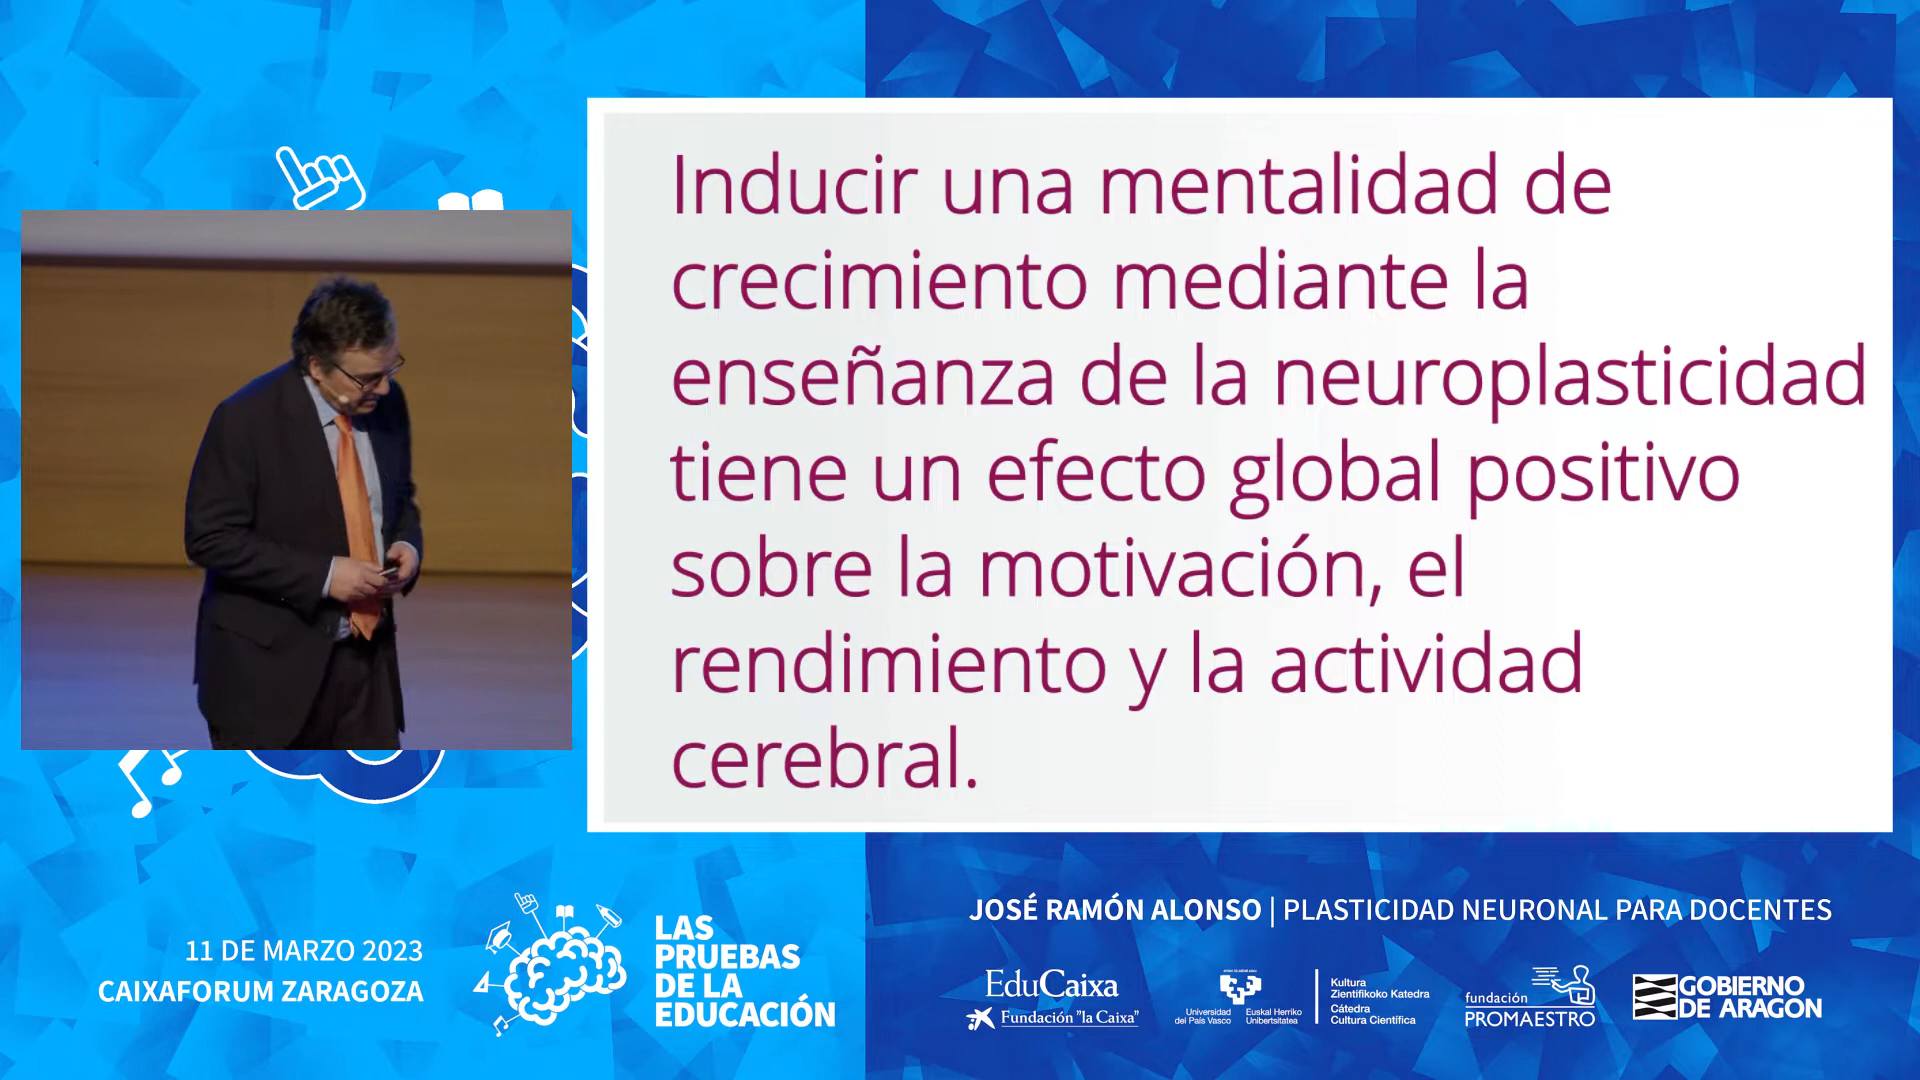 Inducir una mentalidad de
crecimiento mediante la
enseñanza de la neuroplasticidad
tiene un efecto global positivo
sobre la motivación, el
rendimiento y la actividad
cerebral.
JOSÉ RAMÓN ALONSO | PLASTICIDAD NEURONAL PARA DOCENTES
11 DE MARZO 2023
CAIXAFORUM ZARAGOZA
LAS
PRUEBAS
DE LA
EDUCACIÓN
EduCaixa
Fundación "la Caixa"
Universidad
del País Vasco
Euskal Herriko
Unibertsitatea
Kultura
Zientifikoko Katedra
Cátedra
Cultura Científica
fundación
PROMAESTRO
GOBIERNO
DE ARAGON